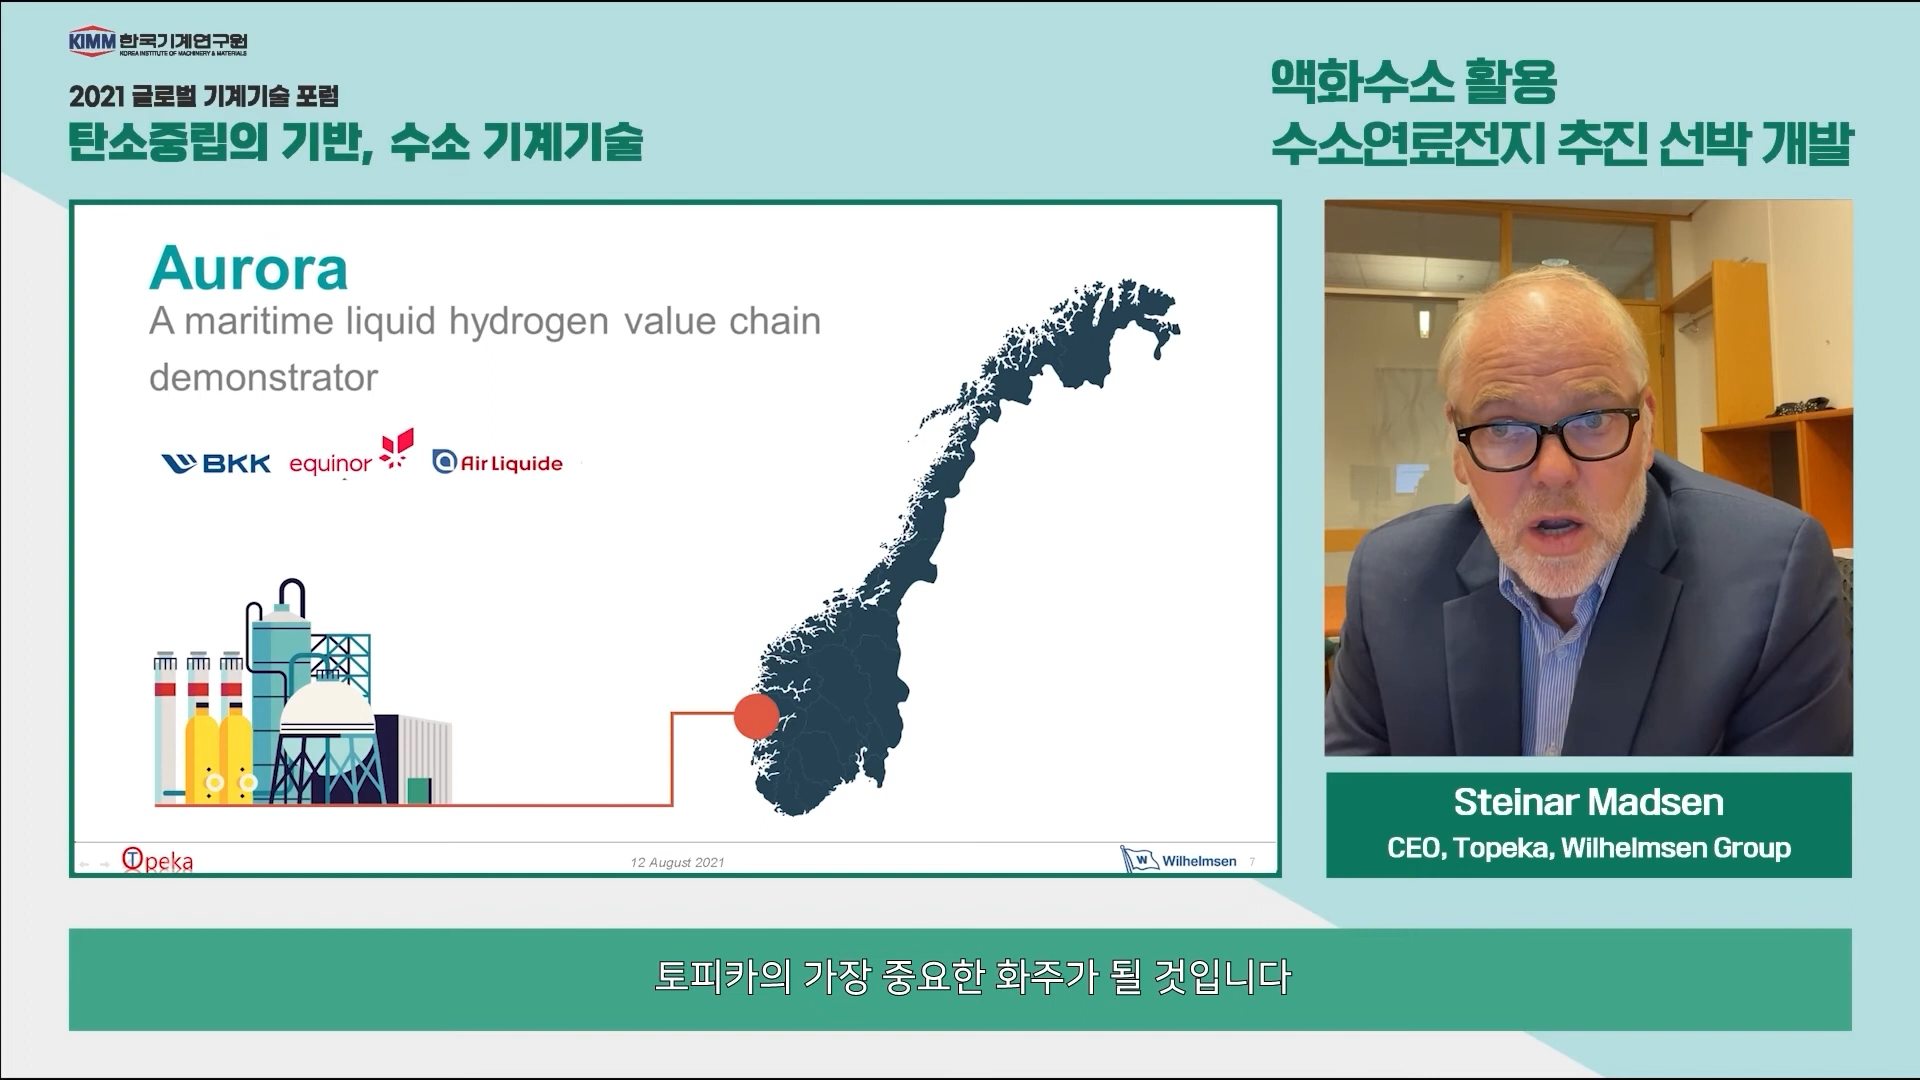 KIMM 한국기계연구원
KOREA INSTITUTE OF MACHINERY & MATERIALS
2021 글로벌 기계기술 포럼
탄소중립의 기반, 수소 기계기술
액화수소 활용
수소연료전지 추진 선박 개발
Aurora
A maritime liquid hydrogen value chain
demonstrator
BKK
equinor
Air Liquide
Topeka
12 August 2021
W Wilhelmsen
7
Steinar Madsen
CEO, Topeka, Wilhelmsen Group
토피카의 가장 중요한 화주가 될 것입니다